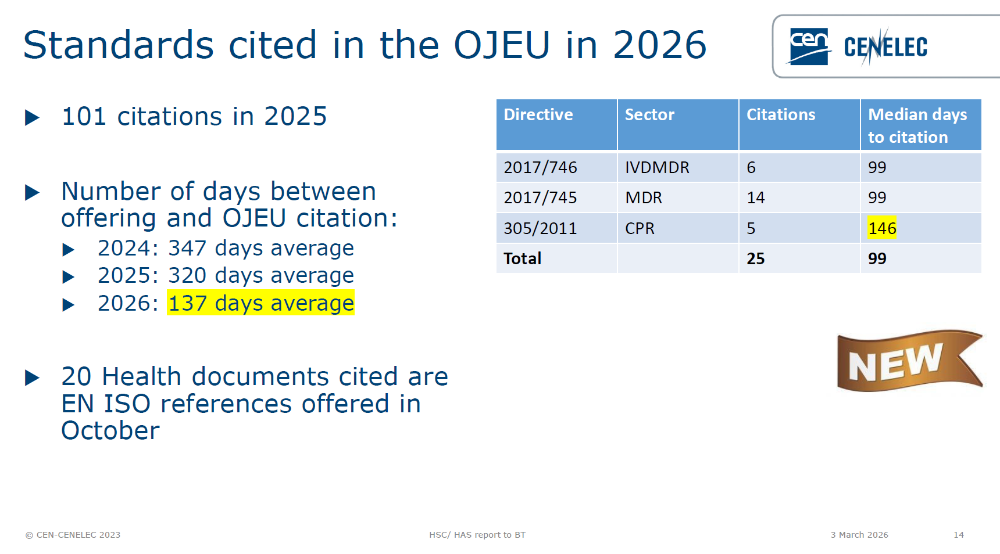 Standards cited in the OJEU in 2026
cen
CENELEC
101 citations in 2025
Number of days between
offering and OJEU citation:
2024: 347 days average
2025: 320 days average
2026: 137 days average
20 Health documents cited are
EN ISO references offered in
October
Directive Sector Citations Median days
to citation
2017/746 IVDMDR 6 99
2017/745 MDR 14 99
305/2011 CPR 5 146
Total 25 99
NEW
© CEN-CENELEC 2023 HSC/ HAS report to BT 3 March 2026 14